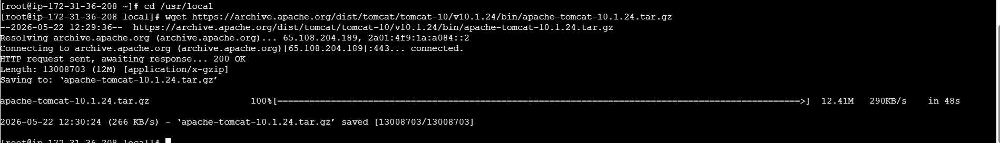 [root@ip-172-31-36-208 ~]# cd /usr/local
[root@ip-172-31-36-208 local]# wget https://archive.apache.org/dist/tomcat/tomcat-10/v10.1.24/bin/apache-tomcat-10.1.24.tar.gz
--2026-05-22 12:29:36--  https://archive.apache.org/dist/tomcat/tomcat-10/v10.1.24/bin/apache-tomcat-10.1.24.tar.gz
Resolving archive.apache.org (archive.apache.org)... 65.108.204.189, 2a01:4f9:1a:a084::2
Connecting to archive.apache.org (archive.apache.org)|65.108.204.189|:443... connected.
HTTP request sent, awaiting response... 200 OK
Length: 13008703 (12M) [application/x-gzip]
Saving to: ‘apache-tomcat-10.1.24.tar.gz’
apache-tomcat-10.1.24.tar.gz 100%[==================================================================================================>] 12.41M 290KB/s in 48s
2026-05-22 12:30:24 (266 KB/s) - ‘apache-tomcat-10.1.24.tar.gz’ saved [13008703/13008703]
[root@ip-172-31-36-208 local]#